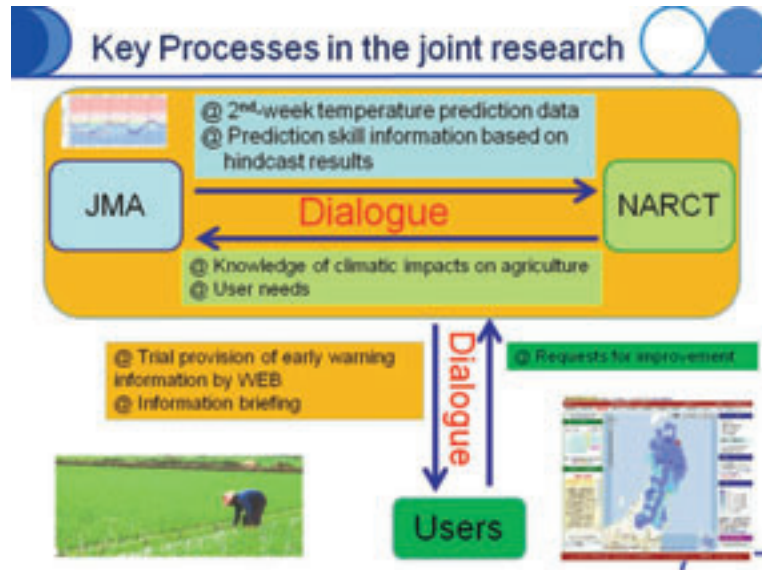 Key Processes in the joint research
@ 2nd-week temperature prediction data
@ Prediction skill information based on
hindcast results
JMA
Dialogue
NARCT
@ Knowledge of climatic impacts on agriculture
@ User needs
@ Trial provision of early warning
information by WEB
@ Information briefing
Dialogue
@ Requests for improvement
Users